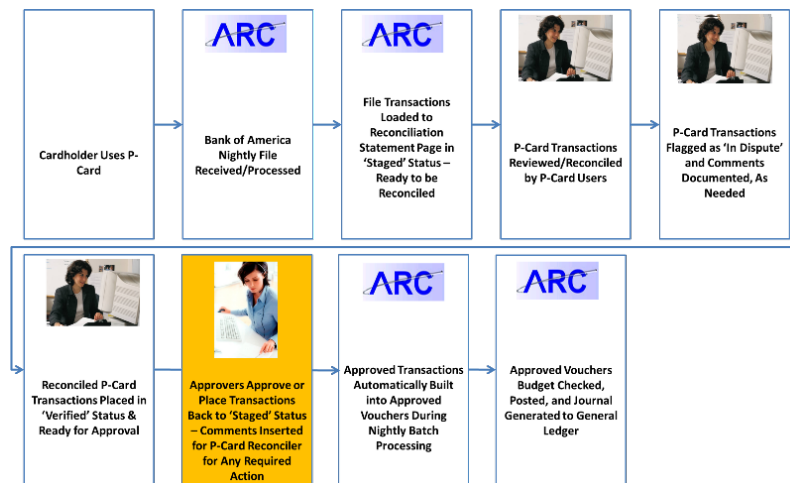 ARC
ARC
Cardholder Uses P-
Card
Bank of America
Nightly File
Received/Processed
File Transactions
Loaded to
Reconciliation
Statement Page in
'Staged' Status –
Ready to be
Reconciled
P-Card Transactions
Reviewed/Reconciled
by P-Card Users
P-Card Transactions
Flagged as 'In Dispute'
and Comments
Documented, As
Needed
ARC
ARC
Reconciled P-Card
Transactions Placed in
'Verified' Status &
Ready for Approval
Approvers Approve or
Place Transactions
Back to 'Staged' Status
– Comments Inserted
for P-Card Reconciler
for Any Required
Action
Approved Transactions
Automatically Built
into Approved
Vouchers During
Nightly Batch
Processing
Approved Vouchers
Budget Checked,
Posted, and Journal
Generated to General
Ledger